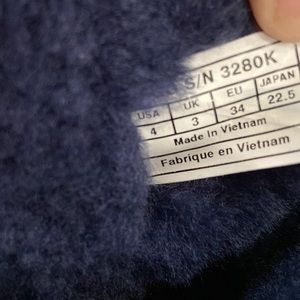 S/N 3280K
USA UK EU JAPAN
4 3 34 22.5
Made In Vietnam
Fabrique en Vietnam